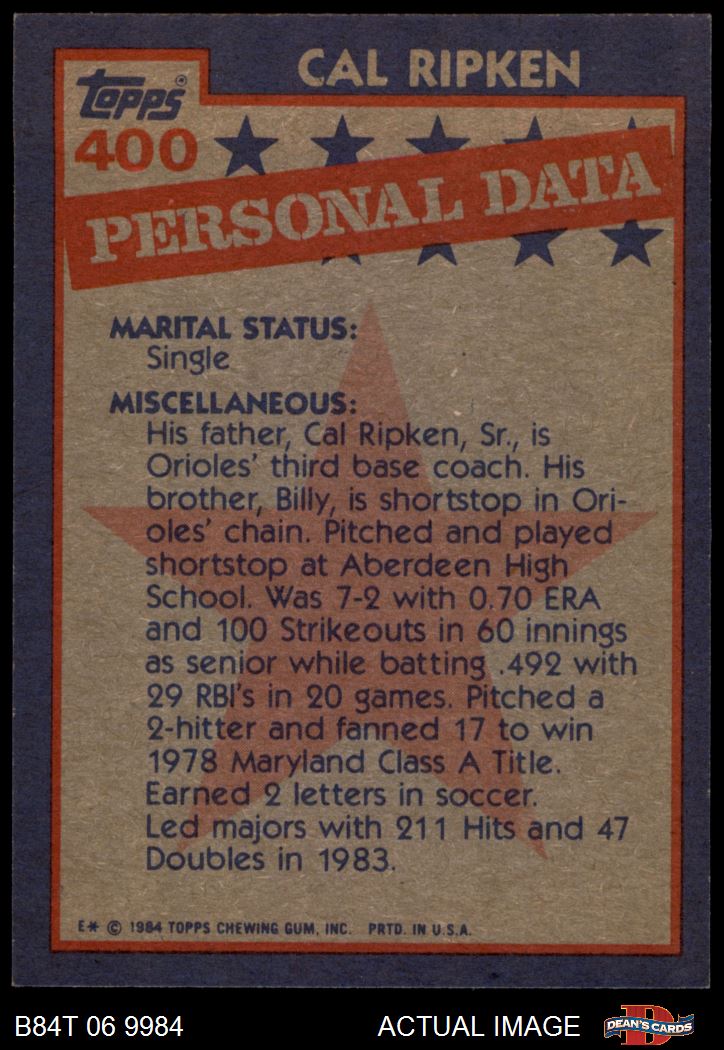 CAL RIPKEN
Topps®
400
PERSONAL DATA
MARITAL STATUS:
Single
MISCELLANEOUS:
His father, Cal Ripken, Sr., is
Orioles' third base coach. His
brother, Billy, is shortstop in Ori-
oles' chain. Pitched and played
shortstop at Aberdeen High
School. Was 7-2 with 0.70 ERA
and 100 Strikeouts in 60 innings
as senior while batting .492 with
29 RBI's in 20 games. Pitched a
2-hitter and fanned 17 to win
1978 Maryland Class A Title.
Earned 2 letters in soccer.
Led majors with 211 Hits and 47
Doubles in 1983.
E* © 1984 TOPPS CHEWING GUM, INC. PRTD. IN U.S.A.
B84T 06 9984 ACTUAL IMAGE
D
DEAN'S CARDS